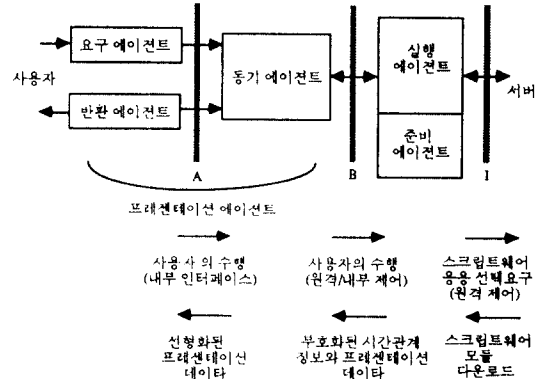 요구 에이전트
사용자
반환 에이전트
동기 에이전트
실행
에이전트
준비
에이전트
서버
A
B
I
프래젠테이션 에이전트
사용자의 수행
(내부 인터페이스)
사용자의 수행
(원격/내부 제어)
스크립트웨어
응용 선택요구
(원격 제어)
선형화된
프래젠테이션
데이타
부호화된 시간관계
정보와 프래젠테이션
데이타
스크립트웨어
모듈
다운로드